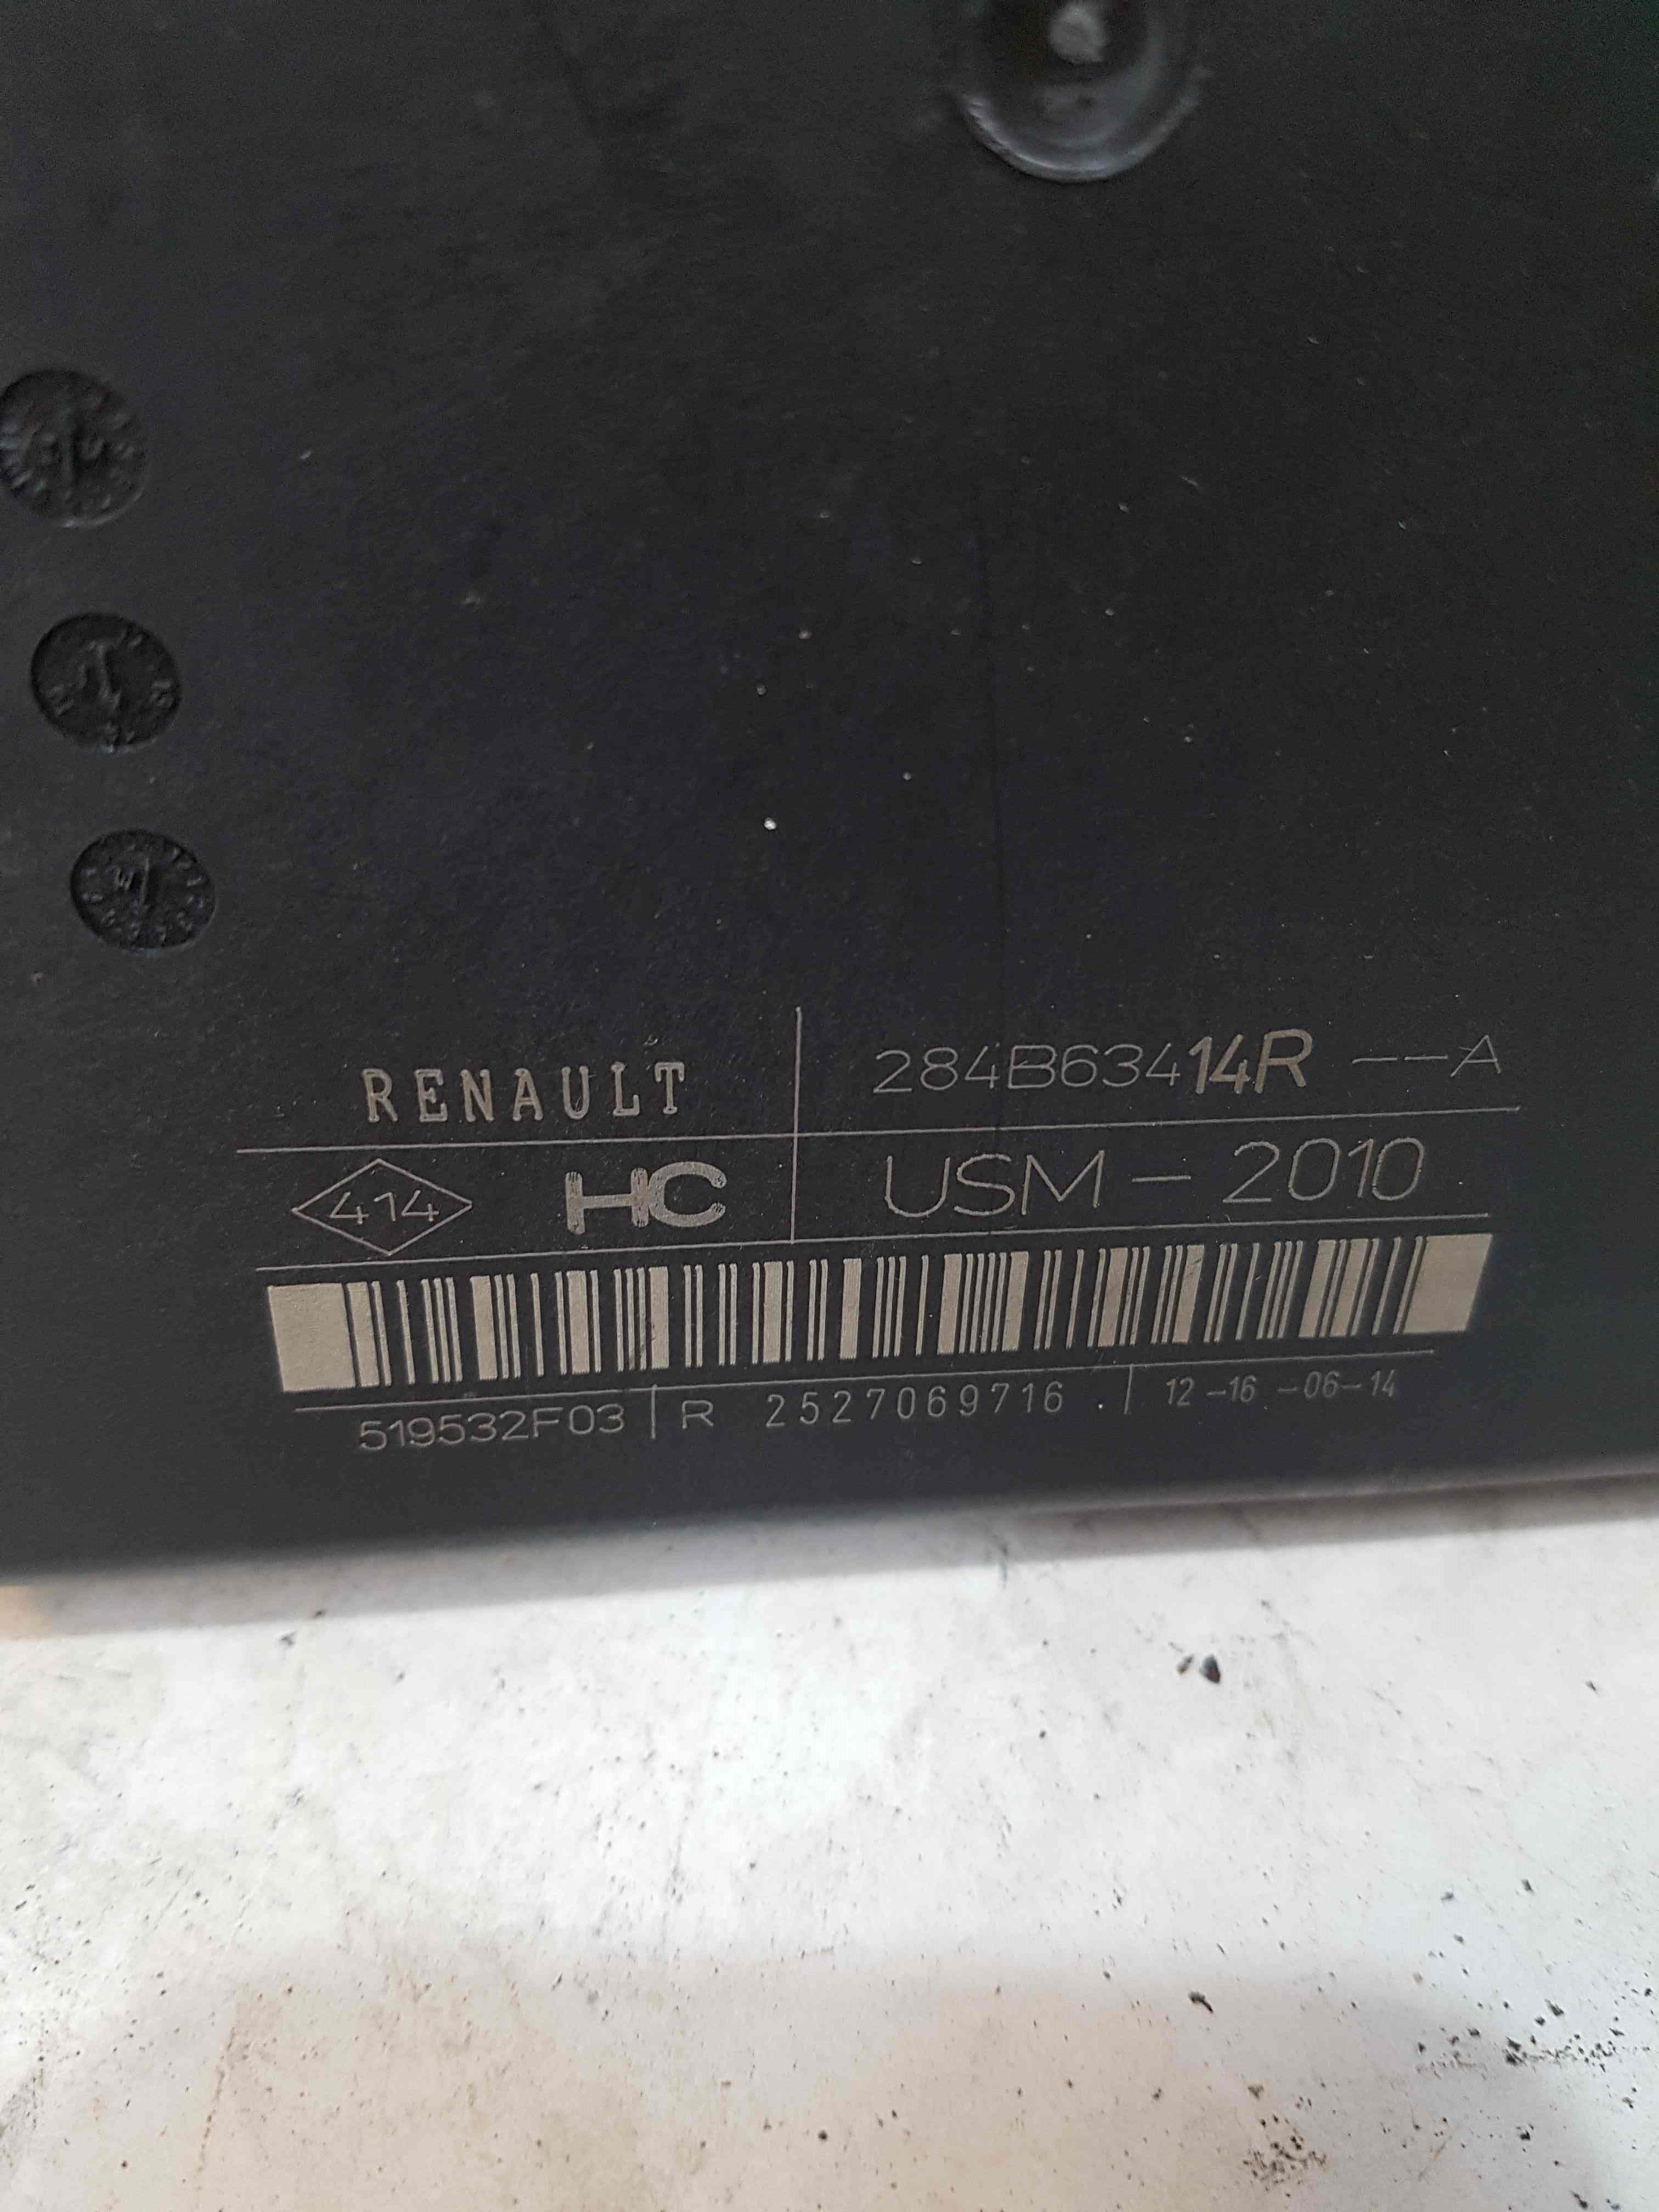 RENAULT 284B63414R --A
414 HC USM - 2010
519532F03 R 2527069716 . 12-16-06-14